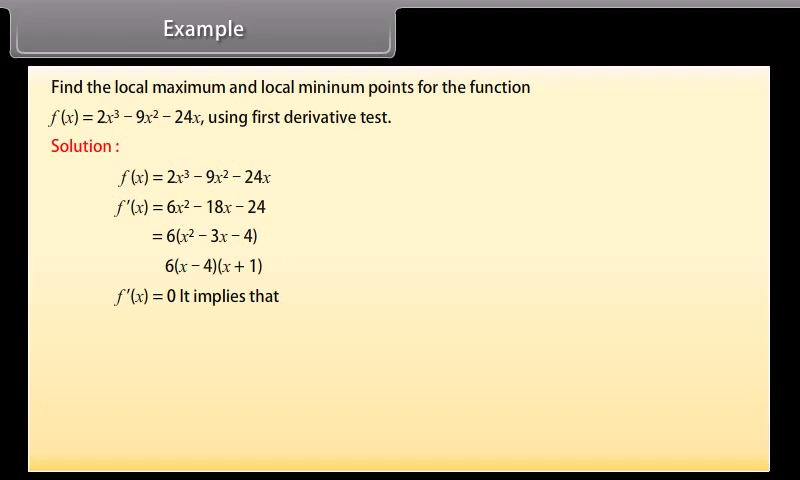 Example
Find the local maximum and local mininum points for the function
f (x) = 2x³ − 9x² − 24x, using first derivative test.
Solution :
f (x) = 2x³ − 9x² − 24x
f ′(x) = 6x² − 18x − 24
= 6(x² − 3x − 4)
6(x − 4)(x + 1)
f ′(x) = 0 It implies that